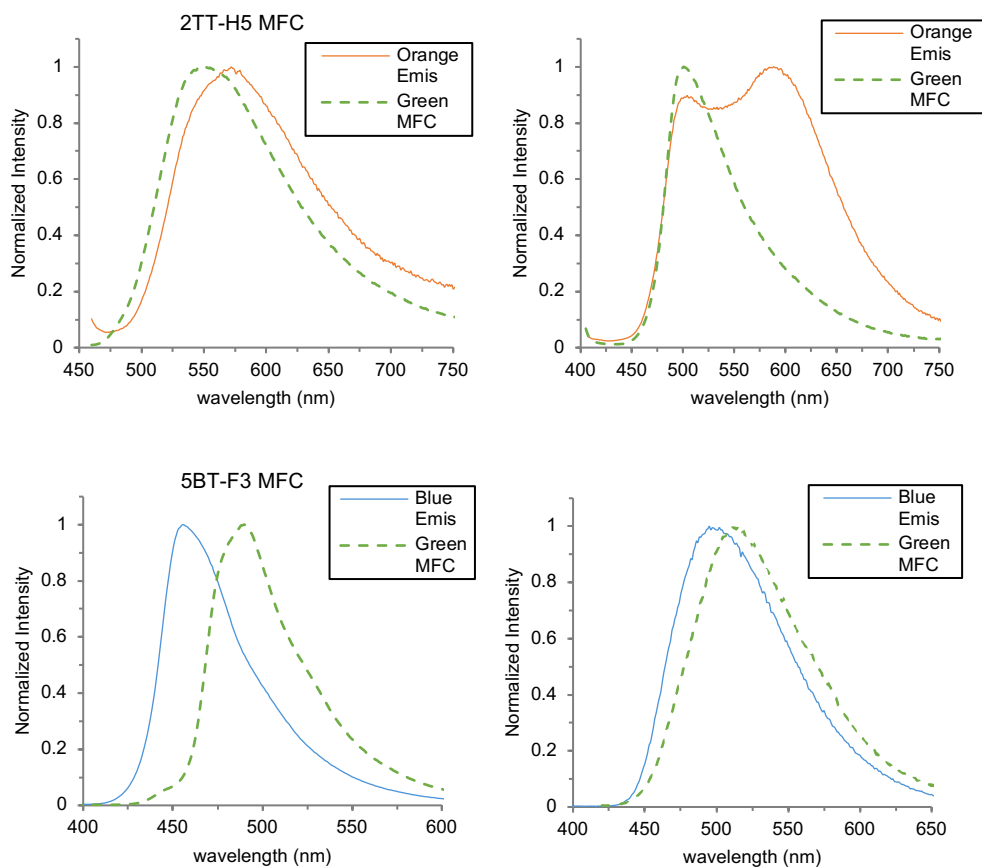 2TT-H5 MFC
Orange
Emis
Green
MFC
Normalized Intensity
1
0.8
0.6
0.4
0.2
0
450 500 550 600 650 700 750
wavelength (nm)
Orange
Emis
Green
MFC
Normalized Intensity
1
0.8
0.6
0.4
0.2
0
400 450 500 550 600 650 700 750
wavelength (nm)
5BT-F3 MFC
Blue
Emis
Green
MFC
Normalized Intensity
1
0.8
0.6
0.4
0.2
0
400 450 500 550 600
wavelength (nm)
Blue
Emis
Green
MFC
Normalized Intensity
1
0.8
0.6
0.4
0.2
0
400 450 500 550 600 650
wavelength (nm)